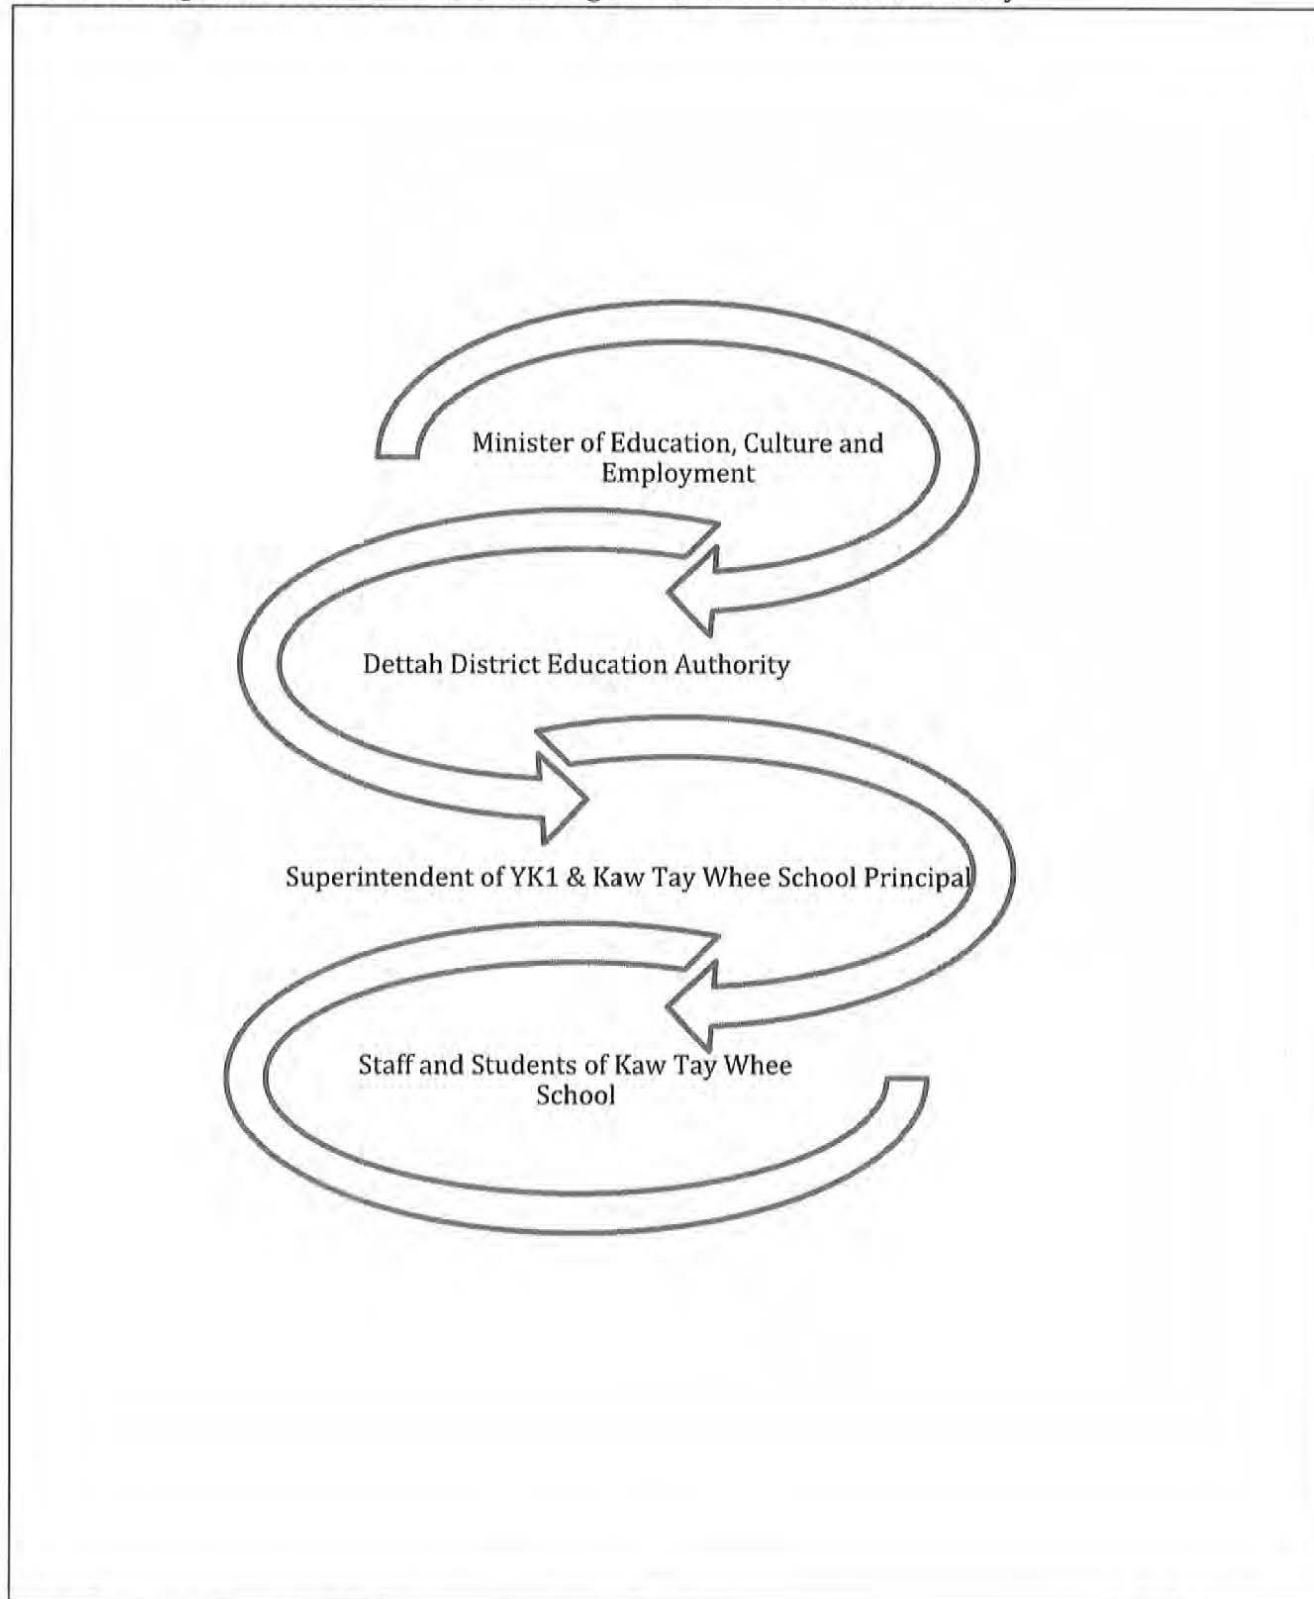 Minister of Education, Culture and
Employment
Dettah District Education Authority
Superintendent of YK1 & Kaw Tay Whee School Principal
Staff and Students of Kaw Tay Whee
School